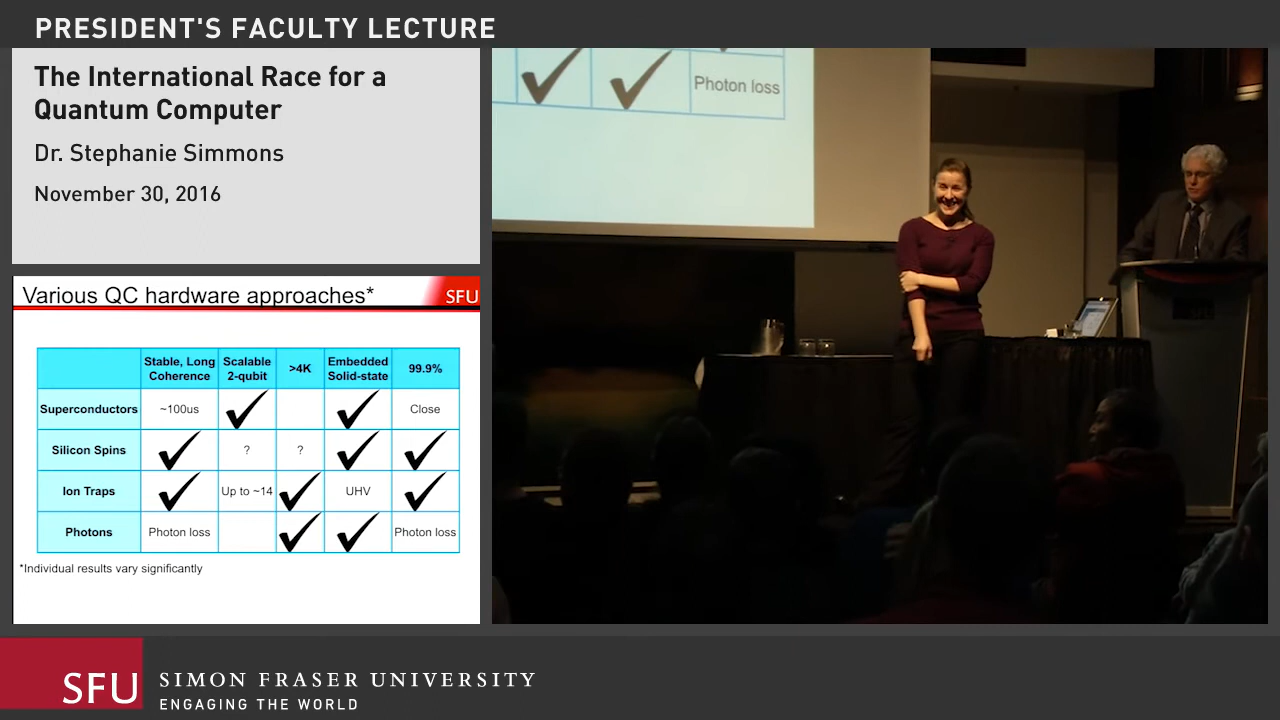 PRESIDENT'S FACULTY LECTURE
The International Race for a
Quantum Computer
Dr. Stephanie Simmons
November 30, 2016
Photon loss
Various QC hardware approaches*
SFU
Stable, Long
Coherence
Scalable
2-qubit
>4K
Embedded
Solid-state
99.9%
Superconductors
~100us
Close
Silicon Spins
?
?
Ion Traps
Up to ~14
UHV
Photons
Photon loss
Photon loss
*Individual results vary significantly
SFU
SIMON FRASER UNIVERSITY
ENGAGING THE WORLD